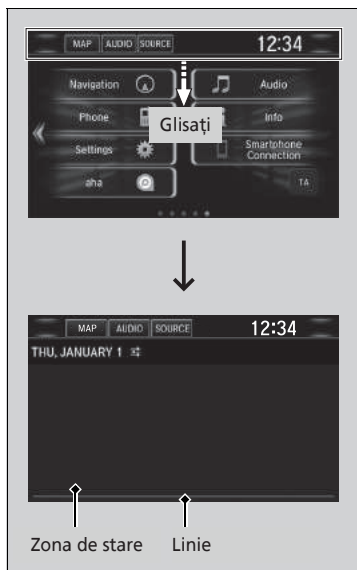 MAP AUDIO SOURCE 12:34
Navigation Audio
Phone Info
Glisați
Settings Smartphone
Connection
aha TA
MAP AUDIO SOURCE 12:34
THU, JANUARY 1
Zona de stare Linie